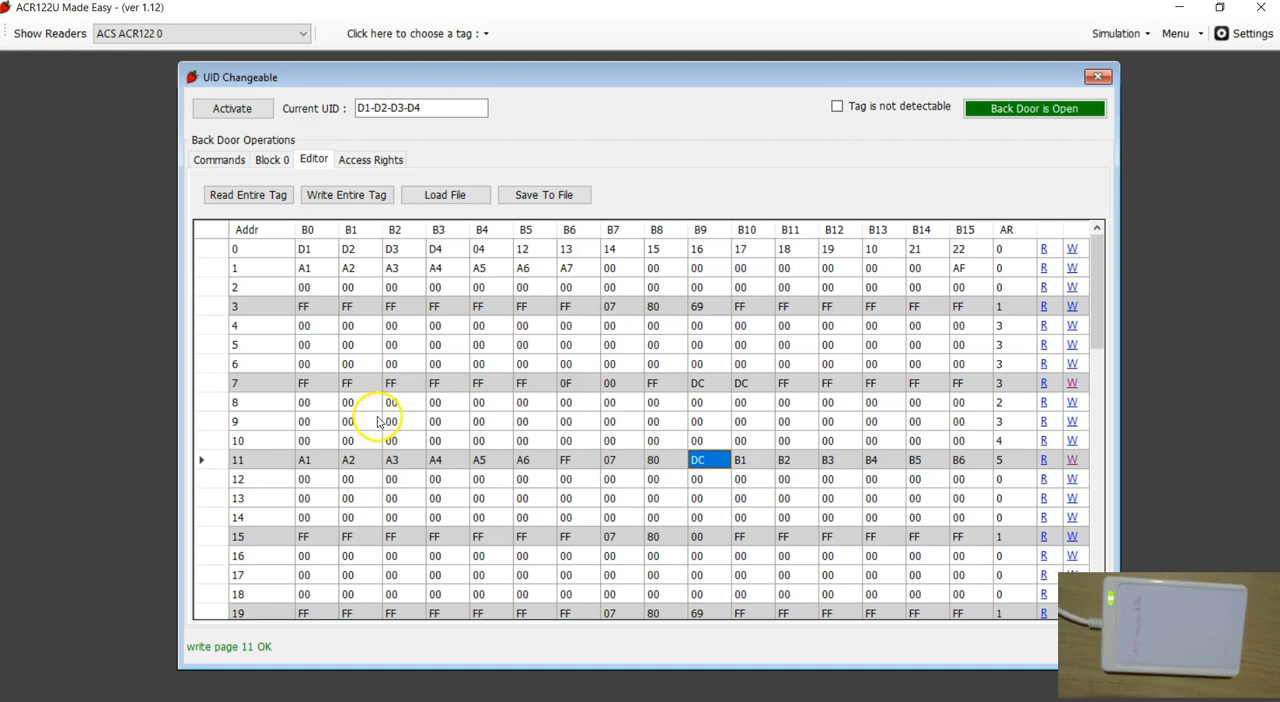 ACR122U Made Easy - (ver 1.12)
Show Readers ACS ACR122 0 Click here to choose a tag : Simulation Menu Settings
UID Changeable
Activate Current UID : D1-D2-D3-D4 Tag is not detectable Back Door is Open
Back Door Operations
Commands Block 0 Editor Access Rights
Read Entire Tag Write Entire Tag Load File Save To File
Addr B0 B1 B2 B3 B4 B5 B6 B7 B8 B9 B10 B11 B12 B13 B14 B15 AR
0 D1 D2 D3 D4 04 12 13 14 15 16 17 18 19 10 21 22 0 R W
1 A1 A2 A3 A4 A5 A6 A7 00 00 00 00 00 00 00 00 AF 0 R W
2 00 00 00 00 00 00 00 00 00 00 00 00 00 00 00 00 0 R W
3 FF FF FF FF FF FF FF 07 80 69 FF FF FF FF FF FF 1 R W
4 00 00 00 00 00 00 00 00 00 00 00 00 00 00 00 00 3 R W
5 00 00 00 00 00 00 00 00 00 00 00 00 00 00 00 00 3 R W
6 00 00 00 00 00 00 00 00 00 00 00 00 00 00 00 00 3 R W
7 FF FF FF FF FF FF 0F 00 FF DC DC FF FF FF FF FF 3 R W
8 00 00 00 00 00 00 00 00 00 00 00 00 00 00 00 00 2 R W
9 00 00 00 00 00 00 00 00 00 00 00 00 00 00 00 00 3 R W
10 00 00 00 00 00 00 00 00 00 00 00 00 00 00 00 00 4 R W
11 A1 A2 A3 A4 A5 A6 FF 07 80 DC B1 B2 B3 B4 B5 B6 5 R W
12 00 00 00 00 00 00 00 00 00 00 00 00 00 00 00 00 0 R W
13 00 00 00 00 00 00 00 00 00 00 00 00 00 00 00 00 0 R W
14 00 00 00 00 00 00 00 00 00 00 00 00 00 00 00 00 0 R W
15 FF FF FF FF FF FF FF 07 80 00 FF FF FF FF FF FF 1 R W
16 00 00 00 00 00 00 00 00 00 00 00 00 00 00 00 00 0 R W
17 00 00 00 00 00 00 00 00 00 00 00 00 00 00 00 00 0 R W
18 00 00 00 00 00 00 00 00 00 00 00 00 00 00 00 00 0 R
19 FF FF FF FF FF FF FF 07 80 69 FF FF FF FF FF FF 1 R
write page 11 OK